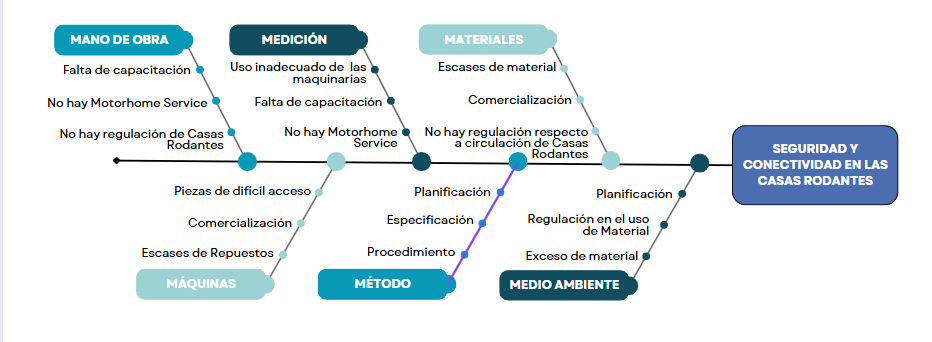 MANO DE OBRA
Falta de capacitación
No hay Motorhome Service
No hay regulación de Casas
Rodantes
MEDICIÓN
Uso inadecuado de las
maquinarias
Falta de capacitación
No hay Motorhome
Service
MATERIALES
Escases de material
Comercialización
No hay regulación respecto
a circulación de Casas
Rodantes
SEGURIDAD Y
CONECTIVIDAD EN LAS
CASAS RODANTES
Piezas de dificil acceso
Comercialización
Escases de Repuestos
MÁQUINAS
Planificación
Especificación
Procedimiento
MÉTODO
Planificación
Regulación en el uso
de Material
Exceso de material
MEDIO AMBIENTE